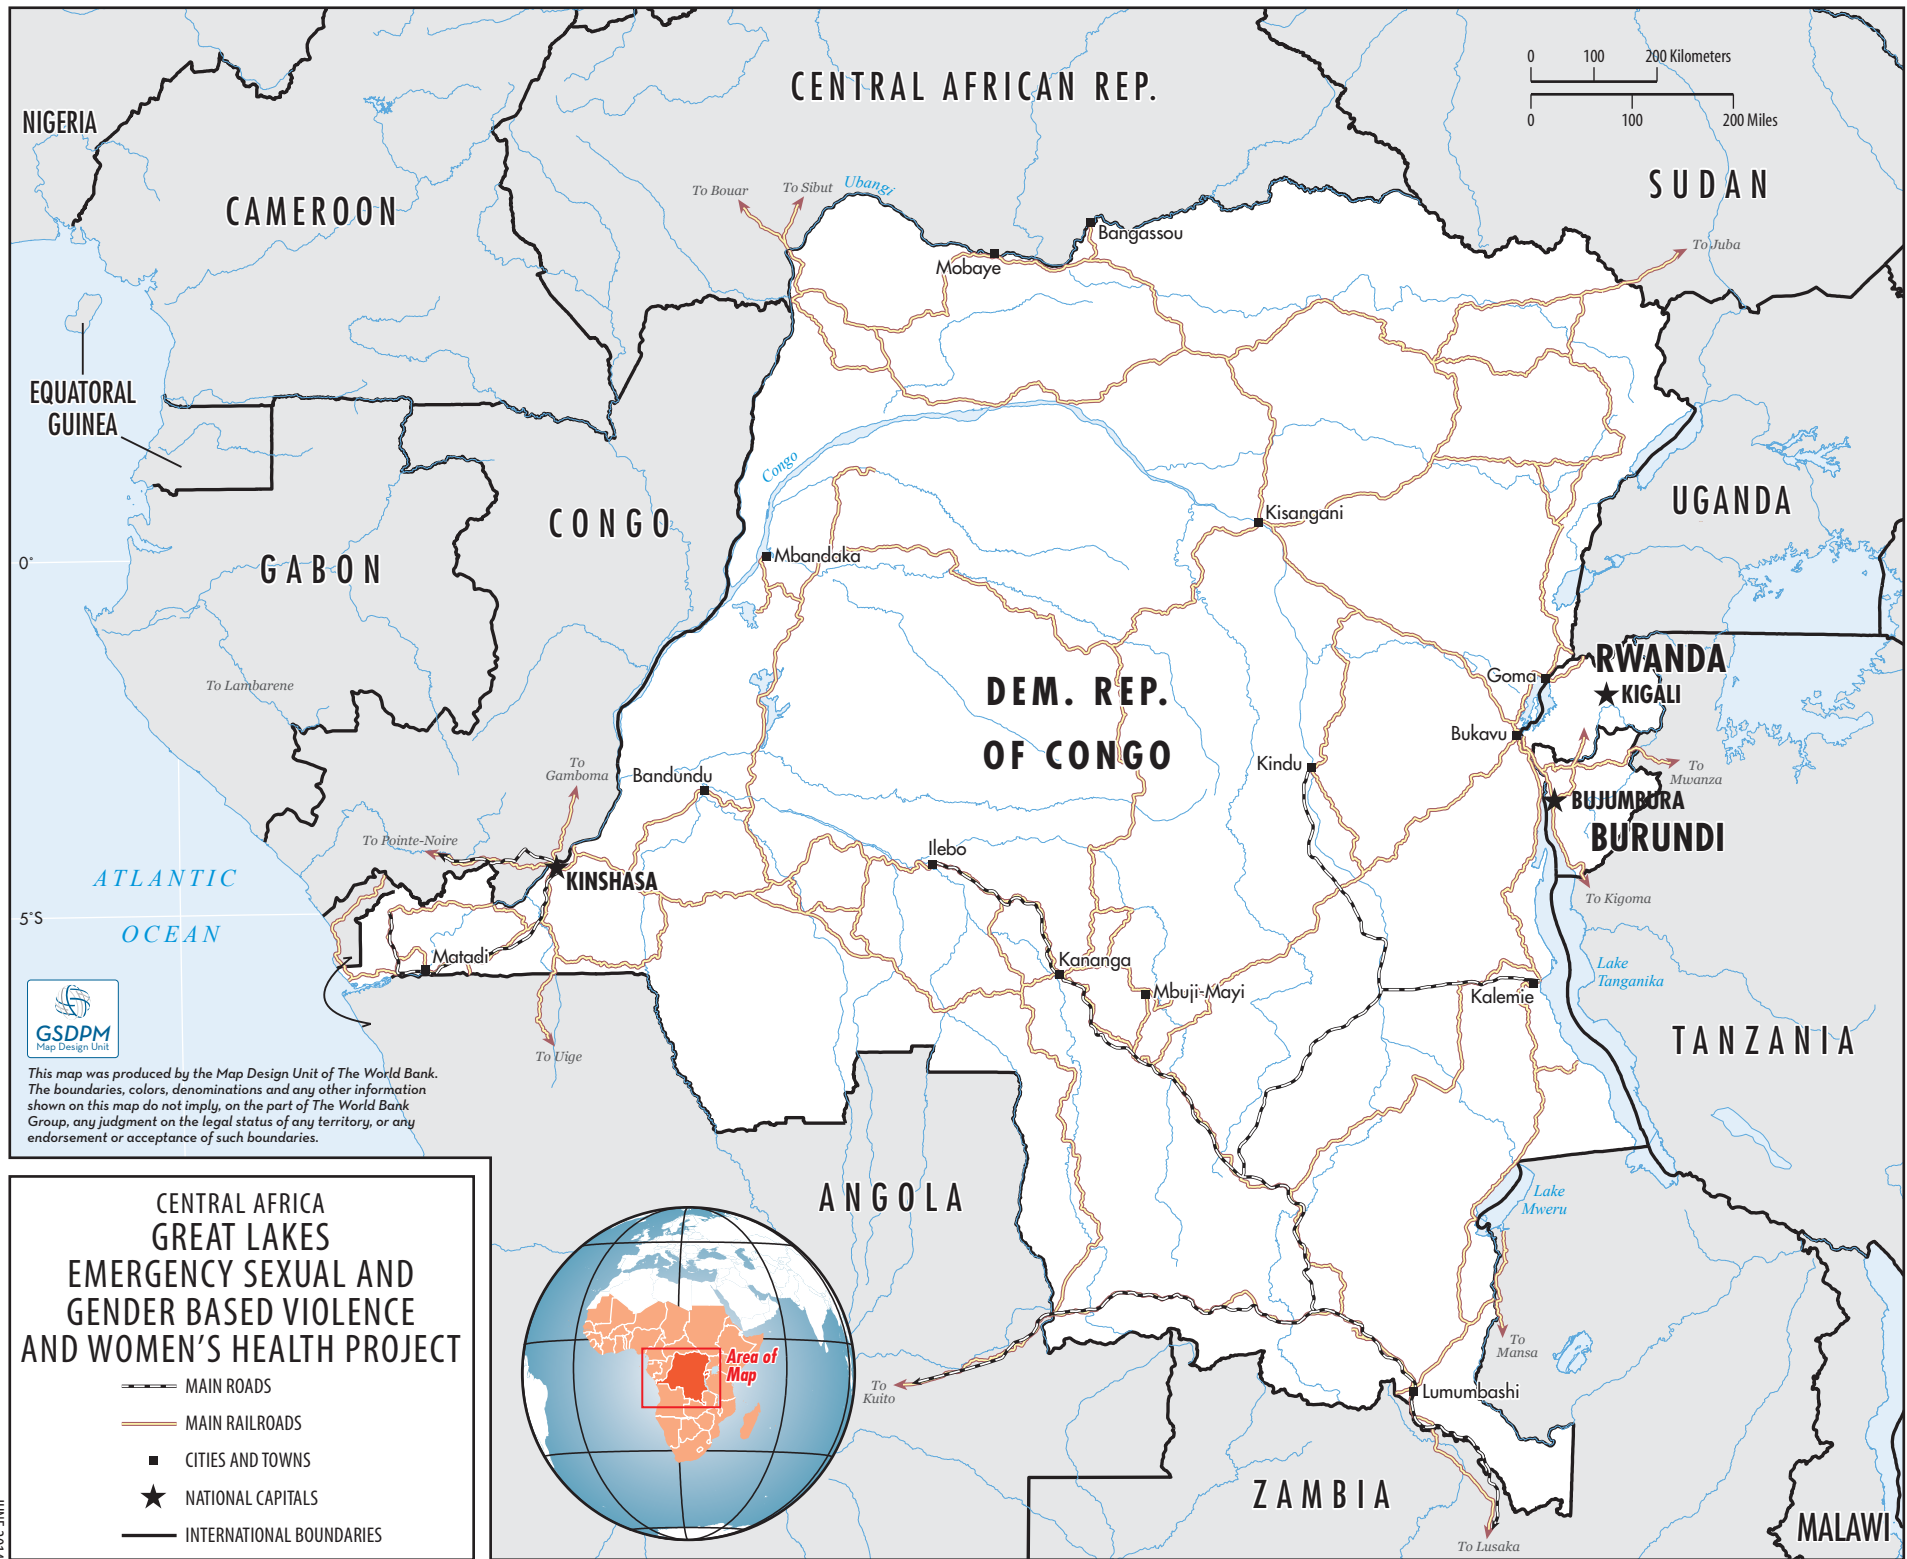 0 100 200 Kilometers
0 100 200 Miles
CENTRAL AFRICAN REP.
NIGERIA
SUDAN
CAMEROON
To Bouar
To Sibut
Ubangi
Bangassou
To Juba
Mobaye
EQUATORAL
GUINEA
Congo
UGANDA
CONGO
Kisangani
GABON
0°
Mbandaka
RWANDA
Goma
KIGALI
To Lambarene
DEM. REP.
OF CONGO
Bukavu
Kindu
To
Gamboma
Bandundu
To
Mwanza
BUJUMBURA
BURUNDI
To Pointe-Noire
Ilebo
KINSHASA
ATLANTIC
OCEAN
To Kigoma
5°S
Matadi
Kananga
Mbuji-Mayi
Lake
Tanganika
Kalemie
TANZANIA
To Uige
GSDPM
Map Design Unit
This map was produced by the Map Design Unit of The World Bank.
The boundaries, colors, denominations and any other information
shown on this map do not imply, on the part of The World Bank
Group, any judgment on the legal status of any territory, or any
endorsement or acceptance of such boundaries.
ANGOLA
Lake
Mweru
CENTRAL AFRICA
GREAT LAKES
EMERGENCY SEXUAL AND
GENDER BASED VIOLENCE
AND WOMEN'S HEALTH PROJECT
MAIN ROADS
MAIN RAILROADS
CITIES AND TOWNS
NATIONAL CAPITALS
INTERNATIONAL BOUNDARIES
Area of
Map
To
Kuito
To
Mansa
Lumumbashi
ZAMBIA
To Lusaka
MALAWI